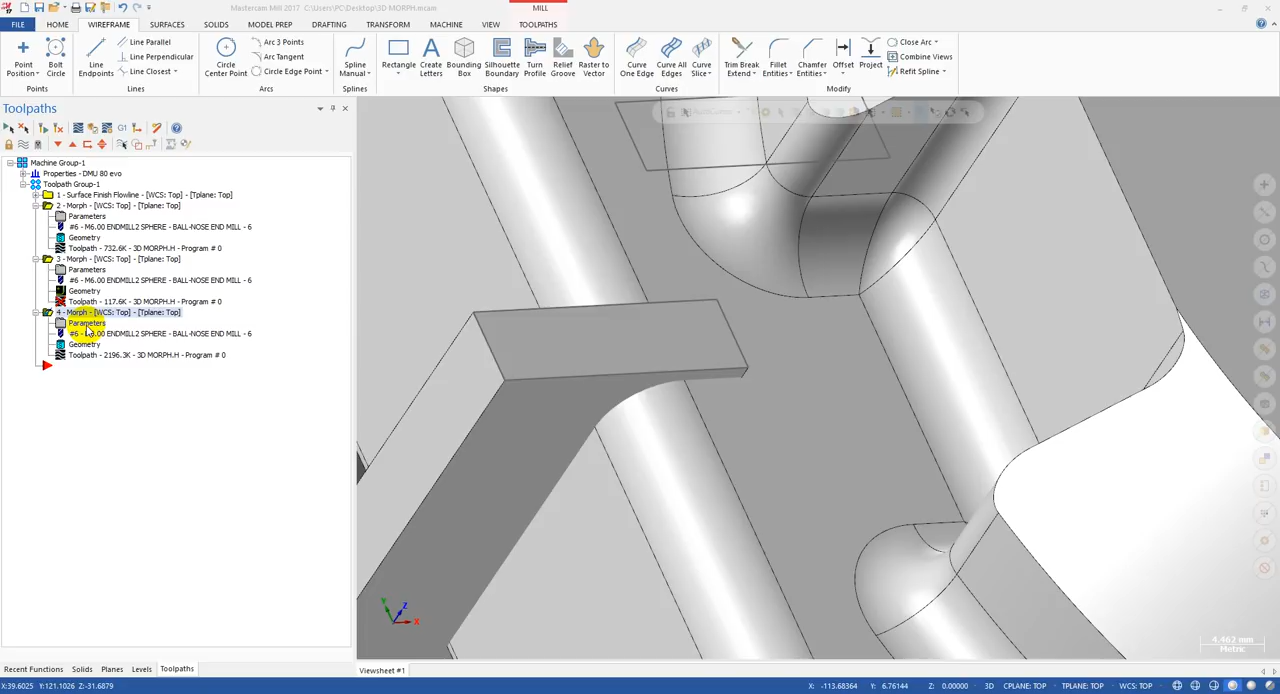 Mastercam Mill 2017 C:\Users\PC\Desktop\3D MORPH.mcam
MILL
FILE HOME WIREFRAME SURFACES SOLIDS MODEL PREP DRAFTING TRANSFORM MACHINE VIEW TOOLPATHS
Point Position
Bolt Circle
Points
Line Endpoints
Line Parallel
Line Perpendicular
Line Closest
Lines
Circle Center Point
Arc 3 Points
Arc Tangent
Circle Edge Point
Arcs
Spline Manual
Splines
Rectangle
Create Letters
Bounding Box
Silhouette Boundary
Turn Profile
Relief Groove
Raster to Vector
Shapes
Curve One Edge
Curve All Edges
Curve Slice
Curves
Trim Break Extend
Fillet Entities
Chamfer Entities
Offset
Project
Close Arc
Combine Views
Refit Spline
Modify
Toolpaths
G1
Machine Group-1
Properties - DMU 80 evo
Toolpath Group-1
1 - Surface Finish Flowline - [WCS: Top] - [Tplane: Top]
2 - Morph - [WCS: Top] - [Tplane: Top]
Parameters
#6 - M6.00 ENDMILL2 SPHERE - BALL-NOSE END MILL - 6
Geometry
Toolpath - 732.6K - 3D MORPH.H - Program # 0
3 - Morph - [WCS: Top] - [Tplane: Top]
Parameters
#6 - M6.00 ENDMILL2 SPHERE - BALL-NOSE END MILL - 6
Geometry
Toolpath - 117.6K - 3D MORPH.H - Program # 0
4 - Morph - [WCS: Top] - [Tplane: Top]
Parameters
#6 - M6.00 ENDMILL2 SPHERE - BALL-NOSE END MILL - 6
Geometry
Toolpath - 2196.3K - 3D MORPH.H - Program # 0
Y Z X
4.462 mm
Metric
Recent Functions Solids Planes Levels Toolpaths
Viewsheet #1
X:39.6025 Y:121.1026 Z:-31.6879
X: -113.68364 Y: 6.76144 Z: 0.00000 3D CPLANE: TOP TPLANE: TOP WCS: TOP